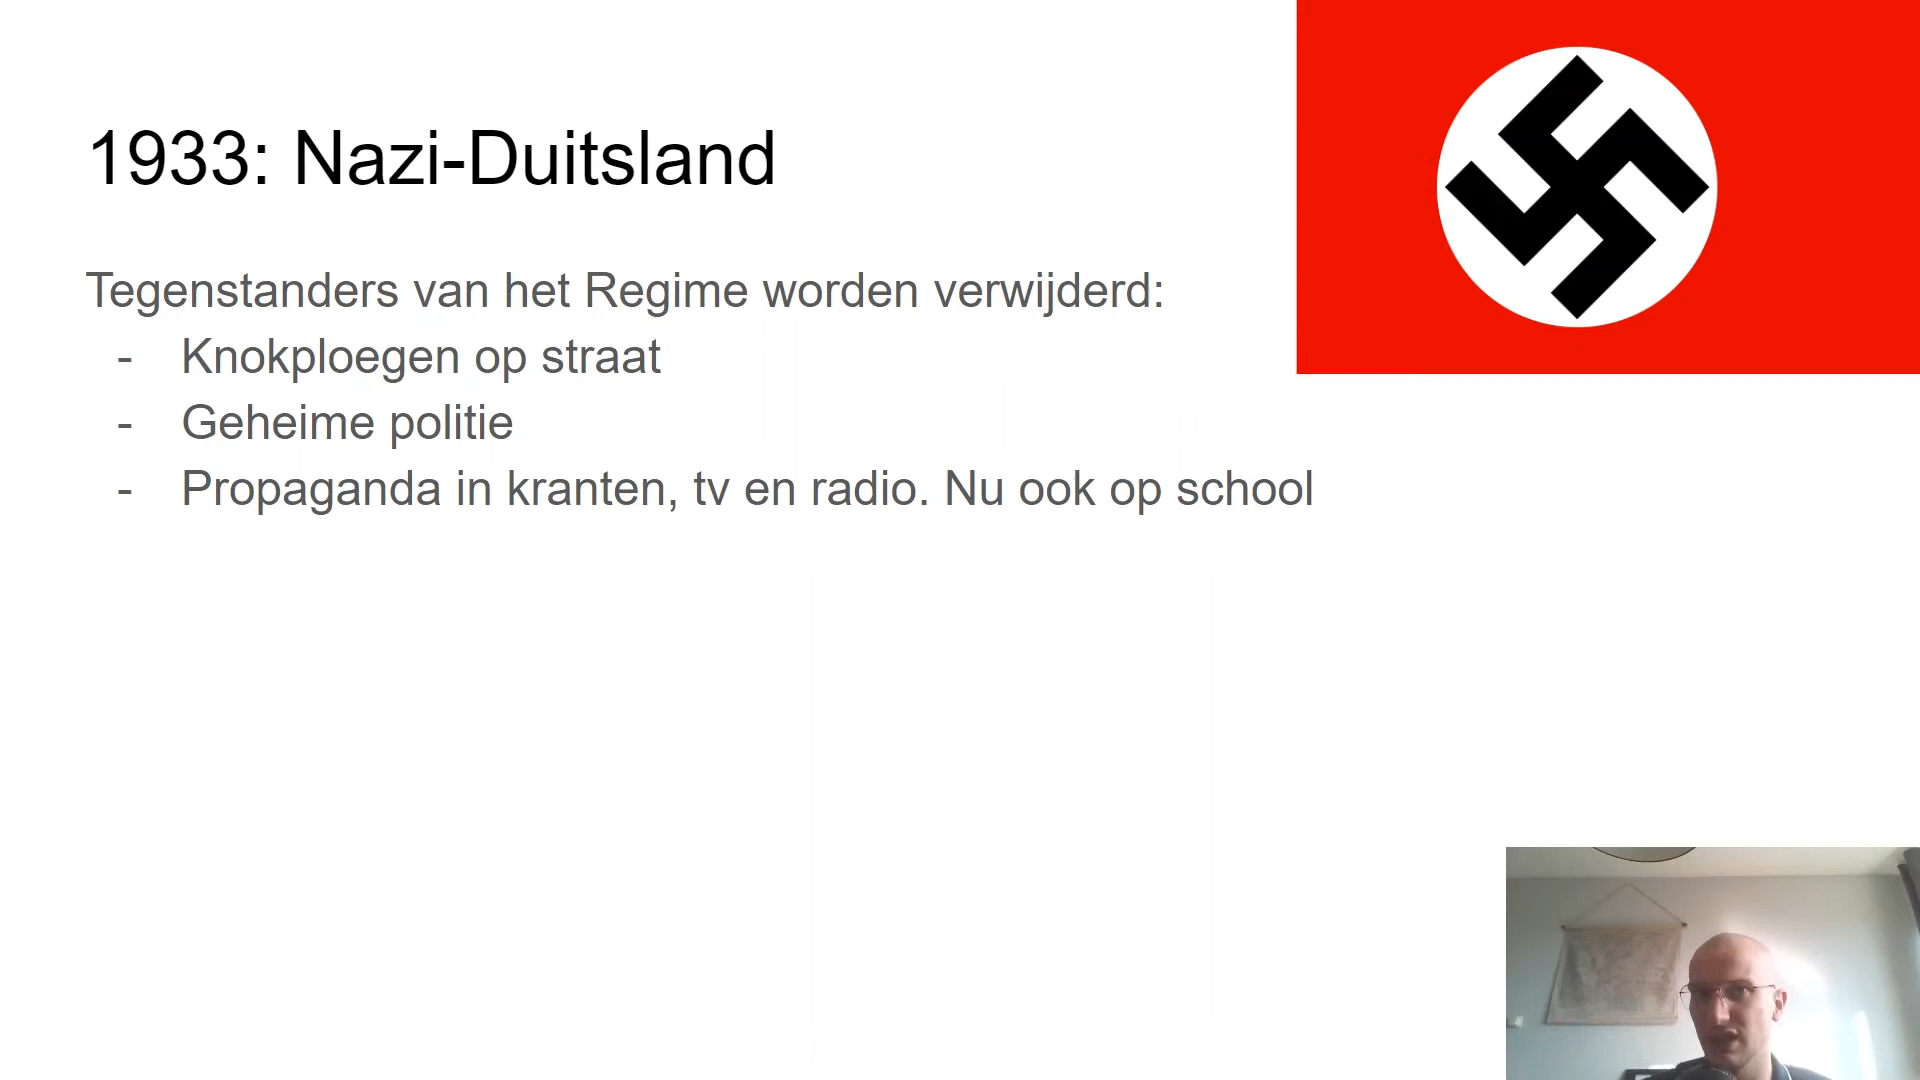 1933: Nazi-Duitsland
Tegenstanders van het Regime worden verwijderd:
- Knokploegen op straat
- Geheime politie
- Propaganda in kranten, tv en radio. Nu ook op school